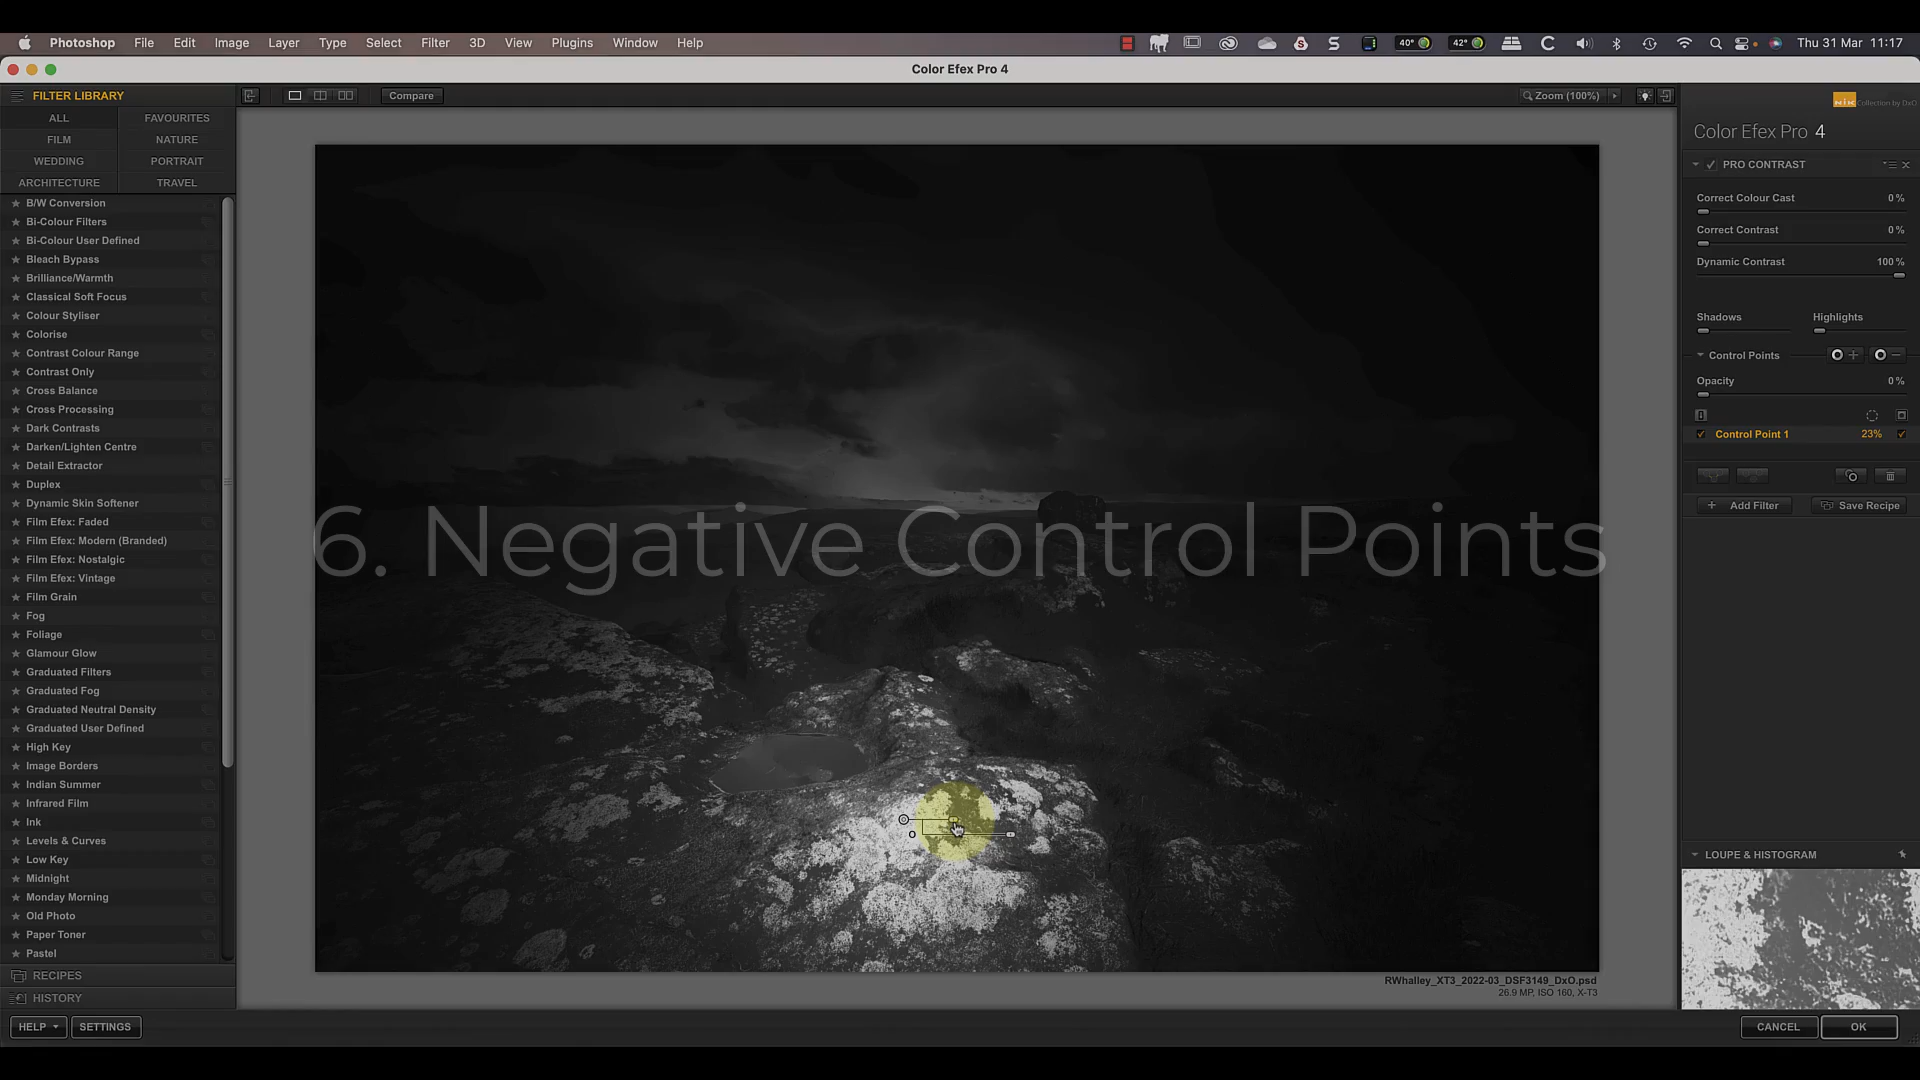 Photoshop File Edit Image Layer Type Select Filter 3D View Plugins Window Help 40° 42° Thu 31 Mar 11:17
Color Efex Pro 4
FILTER LIBRARY
Compare
Zoom (100%)
ALL FAVOURITES
FILM NATURE
WEDDING PORTRAIT
ARCHITECTURE TRAVEL
B/W Conversion
Bi-Colour Filters
Bi-Colour User Defined
Bleach Bypass
Brilliance/Warmth
Classical Soft Focus
Colour Styliser
Colorise
Contrast Colour Range
Contrast Only
Cross Balance
Cross Processing
Dark Contrasts
Darken/Lighten Centre
Detail Extractor
Duplex
Dynamic Skin Softener
Film Efex: Faded
Film Efex: Modern (Branded)
Film Efex: Nostalgic
Film Efex: Vintage
Film Grain
Fog
Foliage
Glamour Glow
Graduated Filters
Graduated Fog
Graduated Neutral Density
Graduated User Defined
High Key
Image Borders
Indian Summer
Infrared Film
Ink
Levels & Curves
Low Key
Midnight
Monday Morning
Old Photo
Paper Toner
Pastel
RECIPES
HISTORY
HELP SETTINGS
6. Negative Control Points
RWhalley_XT3_2022-03_DSF3149_DxO.psd
26.9 MP, ISO 160, X-T3
Nik Collection by DxO
Color Efex Pro 4
PRO CONTRAST
Correct Colour Cast 0%
Correct Contrast 0%
Dynamic Contrast 100%
Shadows Highlights
Control Points
Opacity 0%
Control Point 1 23%
Add Filter Save Recipe
LOUPE & HISTOGRAM
CANCEL OK